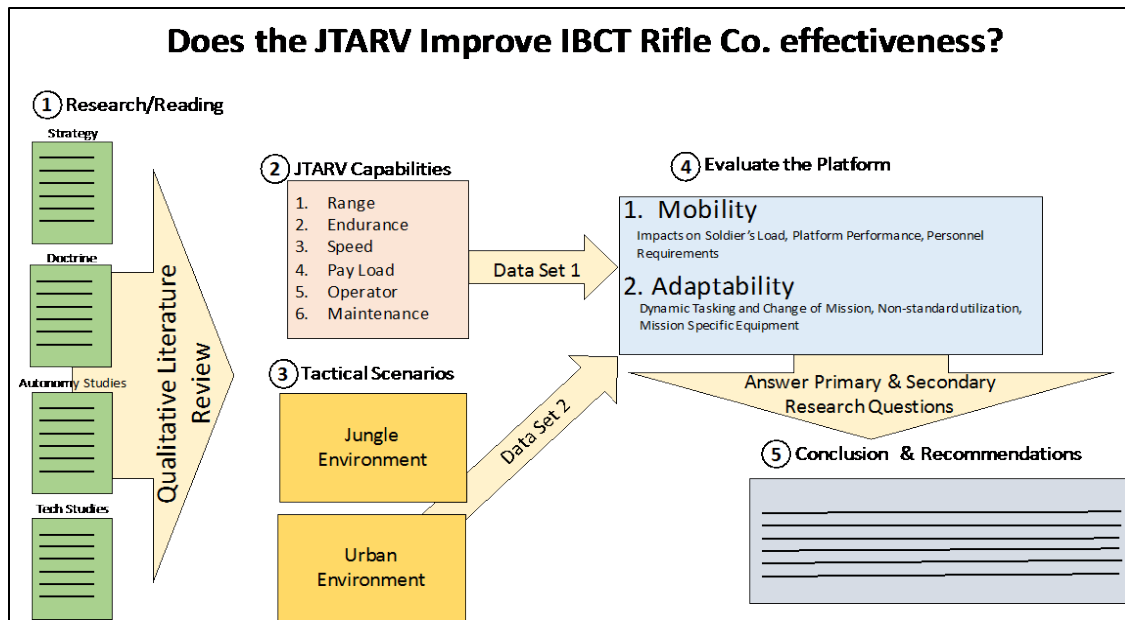 Does the JTARV Improve IBCT Rifle Co. effectiveness?
1 Research/Reading
Strategy
Doctrine
Autonomy Studies
Tech Studies
Qualitative Literature
Review
2 JTARV Capabilities
1. Range
2. Endurance
3. Speed
4. Pay Load
5. Operator
6. Maintenance
Data Set 1
3 Tactical Scenarios
Jungle
Environment
Urban
Environment
Data Set 2
4 Evaluate the Platform
1. Mobility
Impacts on Soldier's Load, Platform Performance, Personnel
Requirements
2. Adaptability
Dynamic Tasking and Change of Mission, Non-standard utilization,
Mission Specific Equipment
Answer Primary & Secondary
Research Questions
5 Conclusion & Recommendations